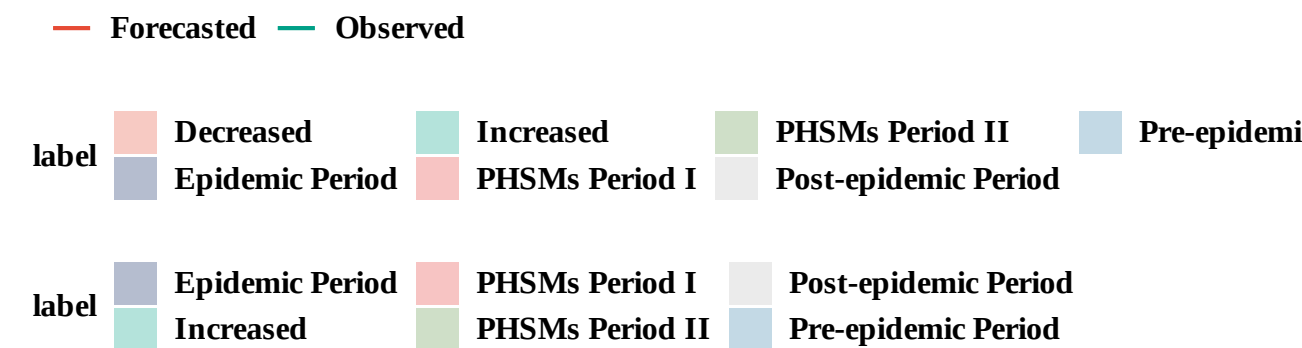 Forecasted Observed
Decreased Increased PHSMs Period II Pre-epidemi
label
Epidemic Period PHSMs Period I Post-epidemic Period
Epidemic Period PHSMs Period I Post-epidemic Period
label
Increased PHSMs Period II Pre-epidemic Period